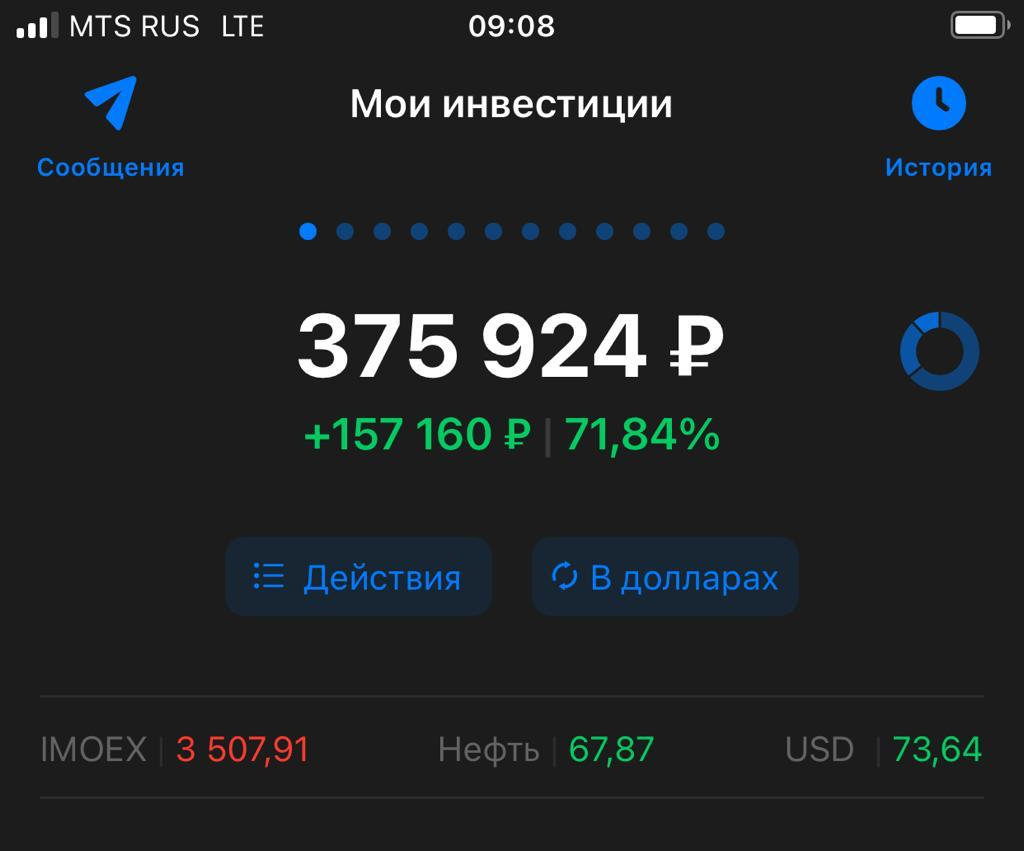 MTS RUS LTE 09:08
Мои инвестиции
Сообщения История
375 924 ₽
+157 160 ₽ | 71,84%
Действия В долларах
IMOEX | 3 507,91 Нефть | 67,87 USD | 73,64